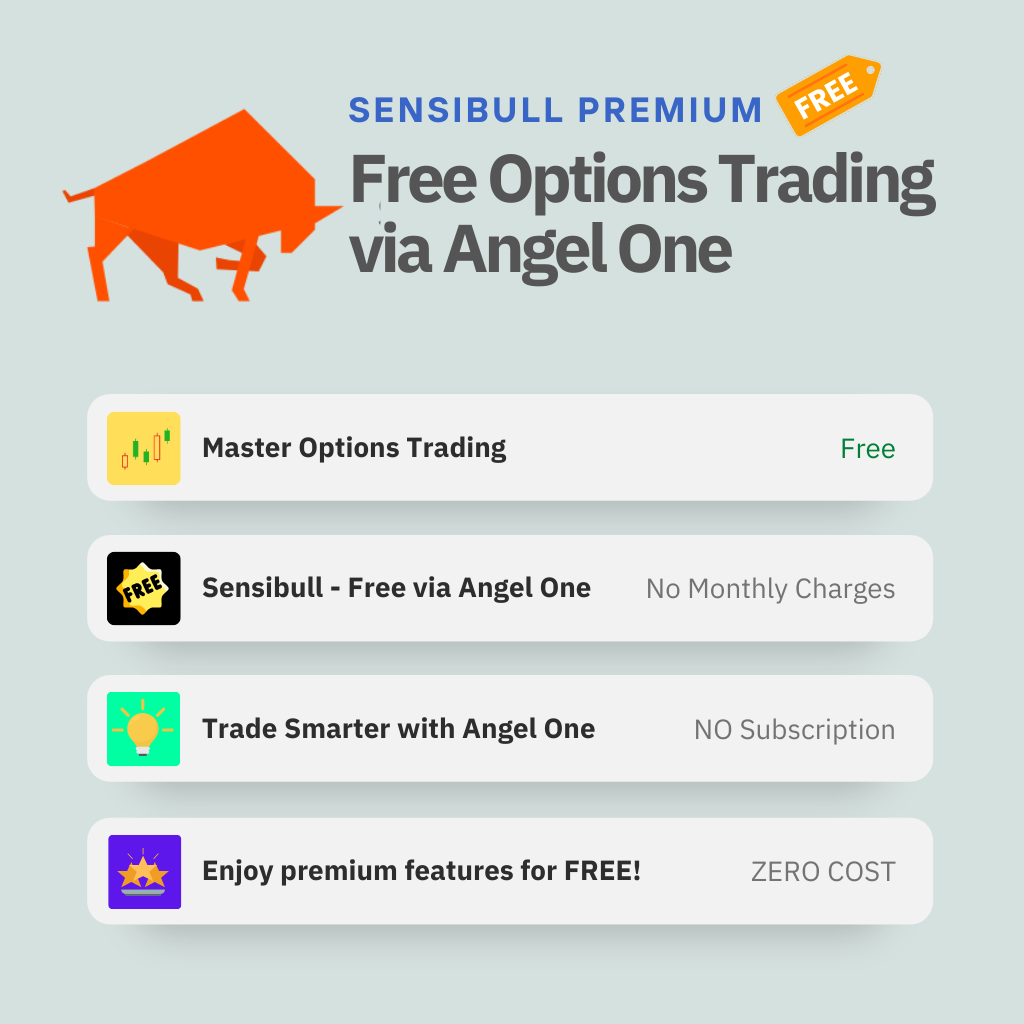 SENSIBULL PREMIUM
FREE
Free Options Trading
via Angel One
Master Options Trading
Free
FREE
Sensibull - Free via Angel One
No Monthly Charges
Trade Smarter with Angel One
NO Subscription
Enjoy premium features for FREE!
ZERO COST